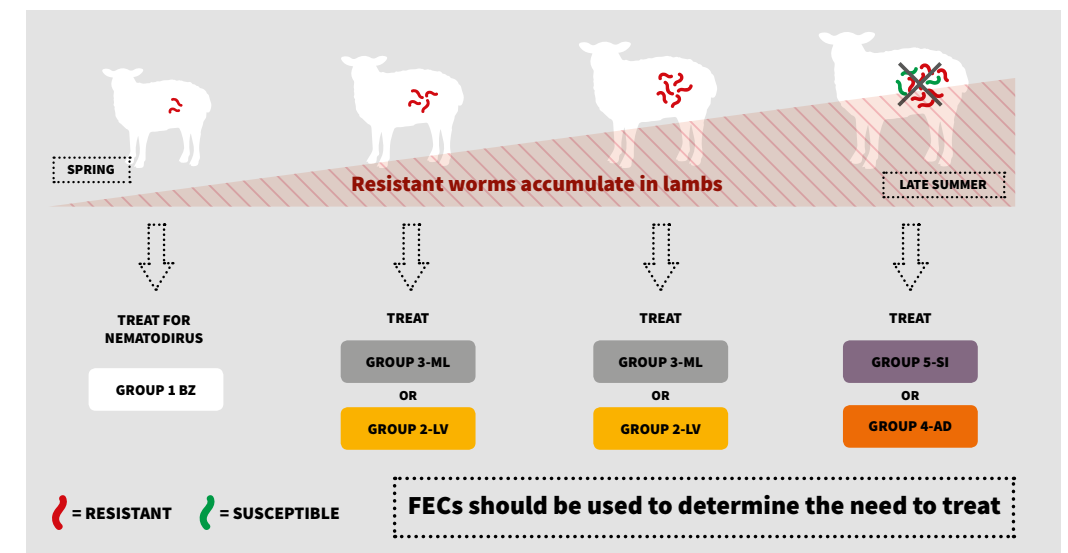 SPRING
Resistant worms accumulate in lambs
LATE SUMMER
TREAT FOR
NEMATODIRUS
GROUP 1 BZ
TREAT
GROUP 3-ML
OR
GROUP 2-LV
TREAT
GROUP 3-ML
OR
GROUP 2-LV
TREAT
GROUP 5-SI
OR
GROUP 4-AD
= RESISTANT
= SUSCEPTIBLE
FECs should be used to determine the need to treat